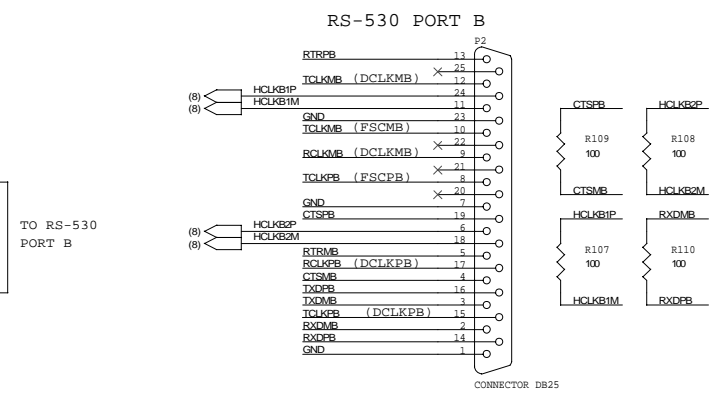 RS-530 PORT B
P2
RTRPB 13
25
TCLKMB (DCLKMB) 12
(8) HCLKB1P 24
(8) HCLKB1M 11
GND 23
TCLKMB (FSCMB) 10
22
RCLKMB (DCLKMB) 9
21
TCLKPB (FSCPB) 8
20
GND 7
CTSPB 19
(8) HCLKB2P 6
(8) HCLKB2M 18
RTRMB 5
RCLKPB (DCLKPB) 17
CTSMB 4
TXDPB 16
TXDMB 3
TCLKPB (DCLKPB) 15
RXDMB 2
RXDPB 14
GND 1
CONNECTOR DB25
TO RS-530
PORT B
CTSPB
R109
100
CTSMB
HCLKB2P
R108
100
HCLKB2M
HCLKB1P
R107
100
HCLKB1M
RXDMB
R110
100
RXDPB